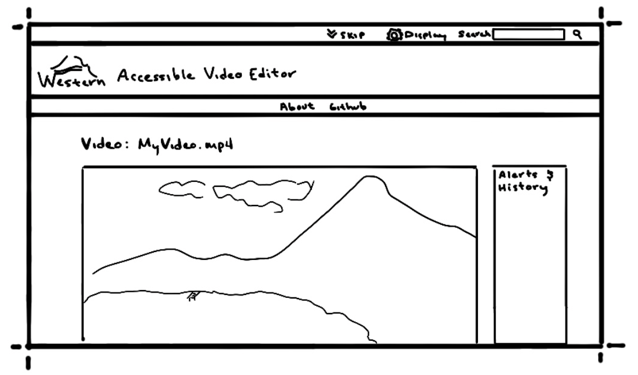 Skip Display Search
Western Accessible Video Editor
About Github
Video: MyVideo.mp4
Alerts &
History